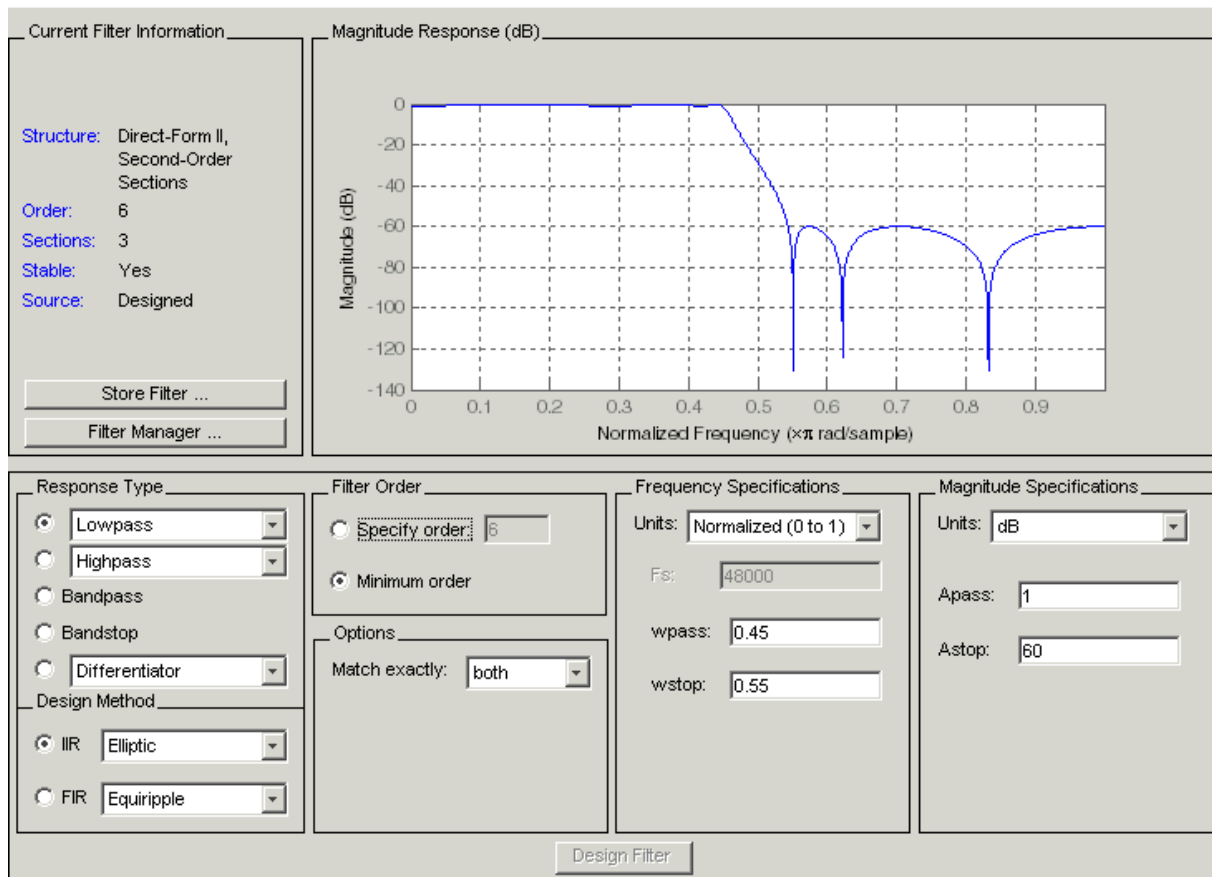 Current Filter Information
Structure: Direct-Form II,
Second-Order
Sections
Order: 6
Sections: 3
Stable: Yes
Source: Designed
Store Filter ...
Filter Manager ...
Magnitude Response (dB)
Magnitude (dB)
0
-20
-40
-60
-80
-100
-120
-140
0 0.1 0.2 0.3 0.4 0.5 0.6 0.7 0.8 0.9
Normalized Frequency (×π rad/sample)
Response Type
Lowpass
Highpass
Bandpass
Bandstop
Differentiator
Design Method
IIR Elliptic
FIR Equiripple
Filter Order
Specify order: 6
Minimum order
Options
Match exactly: both
Frequency Specifications
Units: Normalized (0 to 1)
Fs: 48000
wpass: 0.45
wstop: 0.55
Magnitude Specifications
Units: dB
Apass: 1
Astop: 60
Design Filter